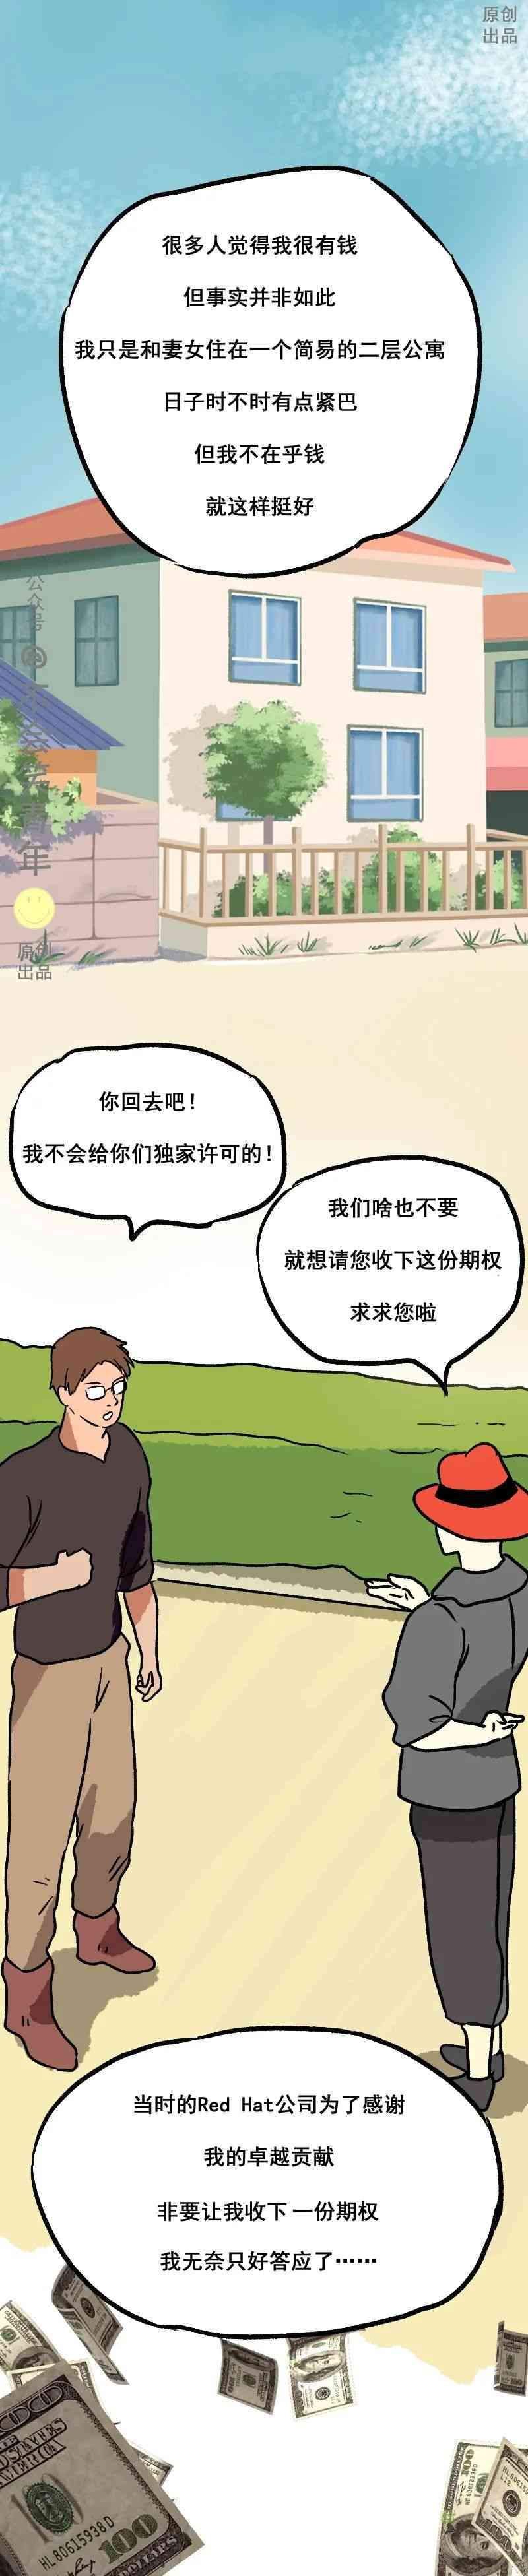 原创
出品
很多人觉得我很有钱
但事实并非如此
我只是和妻女住在一个简易的二层公寓
日子时不时有点紧巴
但我不在乎钱
就这样挺好
公众号
不会笑青年
原创
出品
你回去吧！
我不会给你们独家许可的！
我们啥也不要
就想请您收下这份期权
求求您啦
当时的Red Hat公司为了感谢
我的卓越贡献
非要让我收下一份期权
我无奈只好答应了……
HL80615938D
100